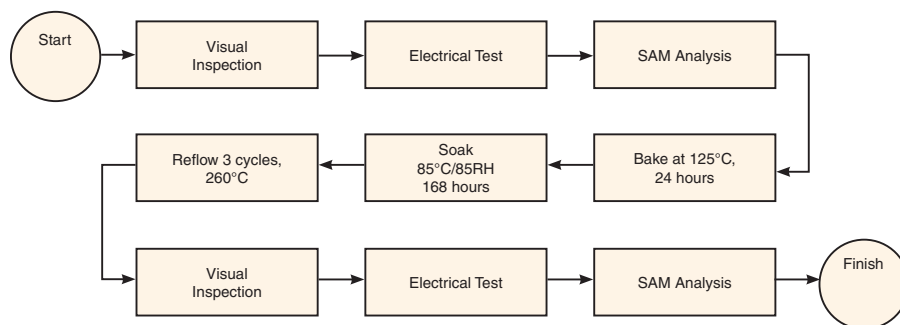 Start
Visual
Inspection
Electrical Test
SAM Analysis
Reflow 3 cycles,
260°C
Soak
85°C/85RH
168 hours
Bake at 125°C,
24 hours
Visual
Inspection
Electrical Test
SAM Analysis
Finish